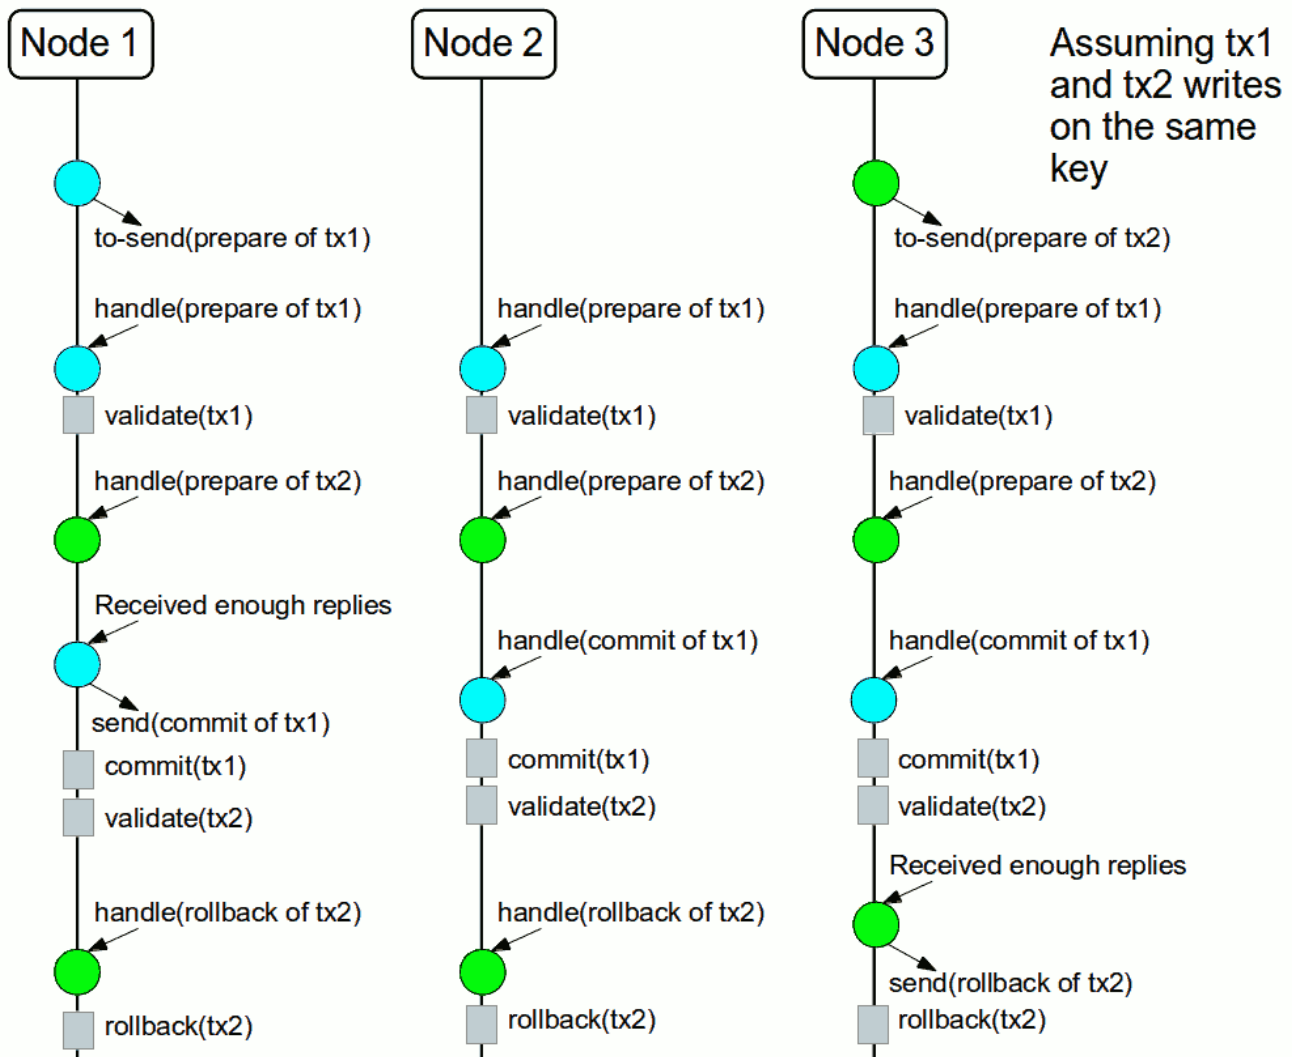 Node 1
Node 2
Node 3
Assuming tx1
and tx2 writes
on the same
key
to-send(prepare of tx1)
to-send(prepare of tx2)
handle(prepare of tx1)
handle(prepare of tx1)
handle(prepare of tx1)
validate(tx1)
validate(tx1)
validate(tx1)
handle(prepare of tx2)
handle(prepare of tx2)
handle(prepare of tx2)
Received enough replies
handle(commit of tx1)
handle(commit of tx1)
send(commit of tx1)
commit(tx1)
commit(tx1)
commit(tx1)
validate(tx2)
validate(tx2)
validate(tx2)
Received enough replies
handle(rollback of tx2)
handle(rollback of tx2)
send(rollback of tx2)
rollback(tx2)
rollback(tx2)
rollback(tx2)